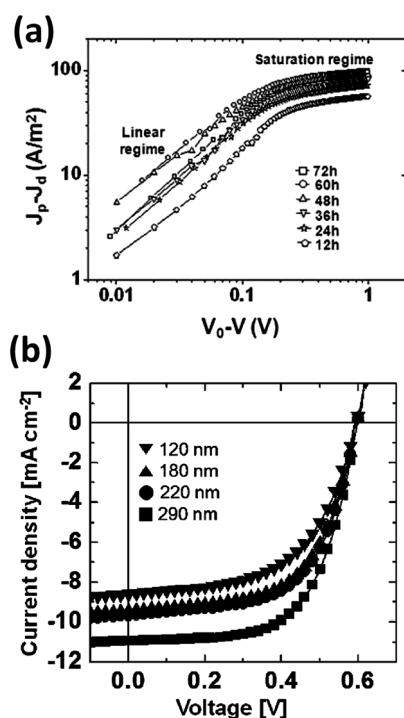 (a)
Saturation regime
Linear regime
100
10
1
Jp-Jd (A/m²)
72h
60h
48h
36h
24h
12h
0.01 0.1 1
V0-V (V)
(b)
2
0
-2
-4
-6
-8
-10
-12
Current density [mA cm-2]
120 nm
180 nm
220 nm
290 nm
0.0 0.2 0.4 0.6
Voltage [V]